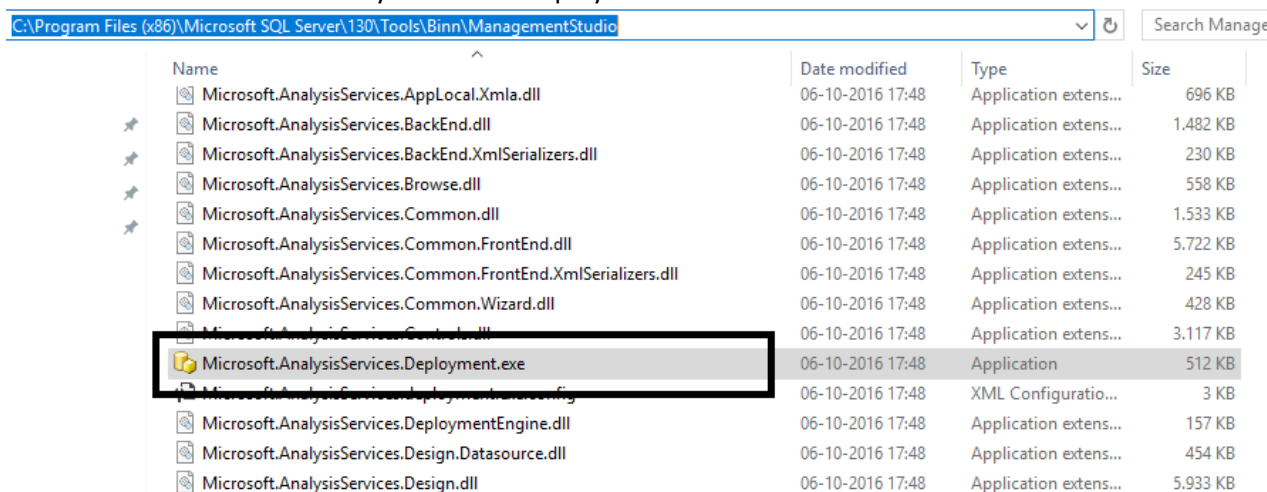 C:\Program Files (x86)\Microsoft SQL Server\130\Tools\Binn\ManagementStudio Search Manage
Name Date modified Type Size
Microsoft.AnalysisServices.AppLocal.Xmla.dll 06-10-2016 17:48 Application extens... 696 KB
Microsoft.AnalysisServices.BackEnd.dll 06-10-2016 17:48 Application extens... 1.482 KB
Microsoft.AnalysisServices.BackEnd.XmlSerializers.dll 06-10-2016 17:48 Application extens... 230 KB
Microsoft.AnalysisServices.Browse.dll 06-10-2016 17:48 Application extens... 558 KB
Microsoft.AnalysisServices.Common.dll 06-10-2016 17:48 Application extens... 1.533 KB
Microsoft.AnalysisServices.Common.FrontEnd.dll 06-10-2016 17:48 Application extens... 5.722 KB
Microsoft.AnalysisServices.Common.FrontEnd.XmlSerializers.dll 06-10-2016 17:48 Application extens... 245 KB
Microsoft.AnalysisServices.Common.Wizard.dll 06-10-2016 17:48 Application extens... 428 KB
Microsoft.AnalysisServices.Controls.dll 06-10-2016 17:48 Application extens... 3.117 KB
Microsoft.AnalysisServices.Deployment.exe 06-10-2016 17:48 Application 512 KB
06-10-2016 17:48 XML Configuratio... 3 KB
Microsoft.AnalysisServices.DeploymentEngine.dll 06-10-2016 17:48 Application extens... 157 KB
Microsoft.AnalysisServices.Design.Datasource.dll 06-10-2016 17:48 Application extens... 454 KB
Microsoft.AnalysisServices.Design.dll 06-10-2016 17:48 Application extens... 5.933 KB